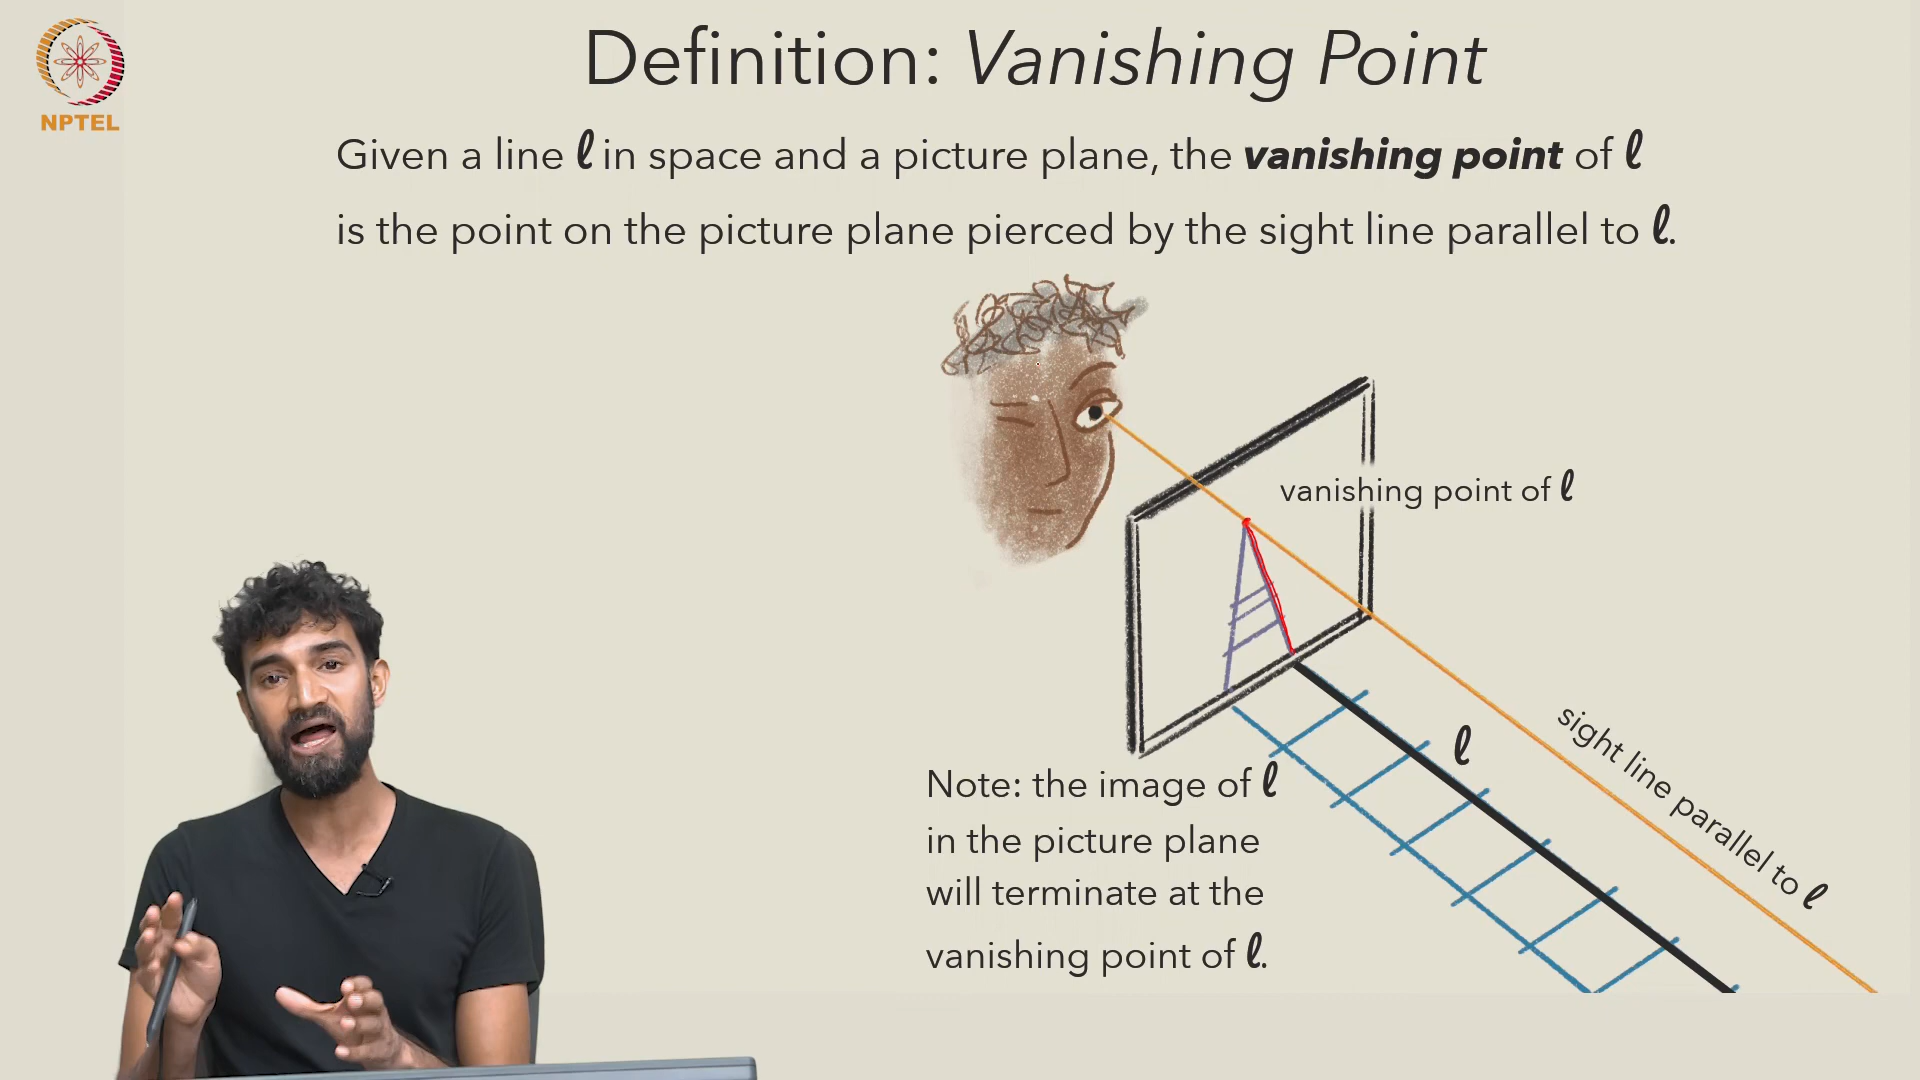 NPTEL
Definition: Vanishing Point
Given a line ℓ in space and a picture plane, the vanishing point of ℓ
is the point on the picture plane pierced by the sight line parallel to ℓ.
vanishing point of ℓ
ℓ
sight line parallel to ℓ
Note: the image of ℓ
in the picture plane
will terminate at the
vanishing point of ℓ.